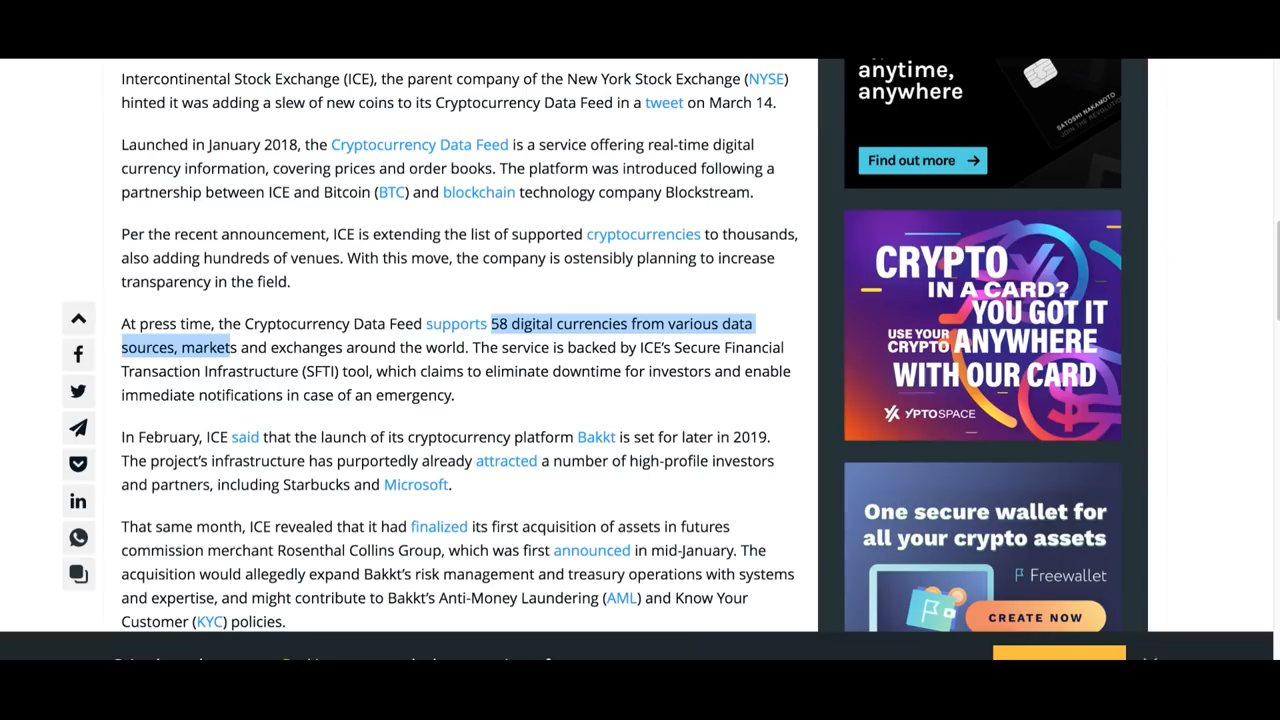 Intercontinental Stock Exchange (ICE), the parent company of the New York Stock Exchange (NYSE)
hinted it was adding a slew of new coins to its Cryptocurrency Data Feed in a tweet on March 14.
Launched in January 2018, the Cryptocurrency Data Feed is a service offering real-time digital
currency information, covering prices and order books. The platform was introduced following a
partnership between ICE and Bitcoin (BTC) and blockchain technology company Blockstream.
Per the recent announcement, ICE is extending the list of supported cryptocurrencies to thousands,
also adding hundreds of venues. With this move, the company is ostensibly planning to increase
transparency in the field.
At press time, the Cryptocurrency Data Feed supports 58 digital currencies from various data
sources, markets and exchanges around the world. The service is backed by ICE’s Secure Financial
Transaction Infrastructure (SFTI) tool, which claims to eliminate downtime for investors and enable
immediate notifications in case of an emergency.
In February, ICE said that the launch of its cryptocurrency platform Bakkt is set for later in 2019.
The project’s infrastructure has purportedly already attracted a number of high-profile investors
and partners, including Starbucks and Microsoft.
That same month, ICE revealed that it had finalized its first acquisition of assets in futures
commission merchant Rosenthal Collins Group, which was first announced in mid-January. The
acquisition would allegedly expand Bakkt’s risk management and treasury operations with systems
and expertise, and might contribute to Bakkt’s Anti-Money Laundering (AML) and Know Your
Customer (KYC) policies.
anytime,
anywhere
SATOSHI NAKAMOTO
JOIN THE REVOLUTION
Find out more
CRYPTO
IN A CARD?
YOU GOT IT
USE YOUR
CRYPTO ANYWHERE
WITH OUR CARD
YPTOSPACE
One secure wallet for
all your crypto assets
Freewallet
CREATE NOW